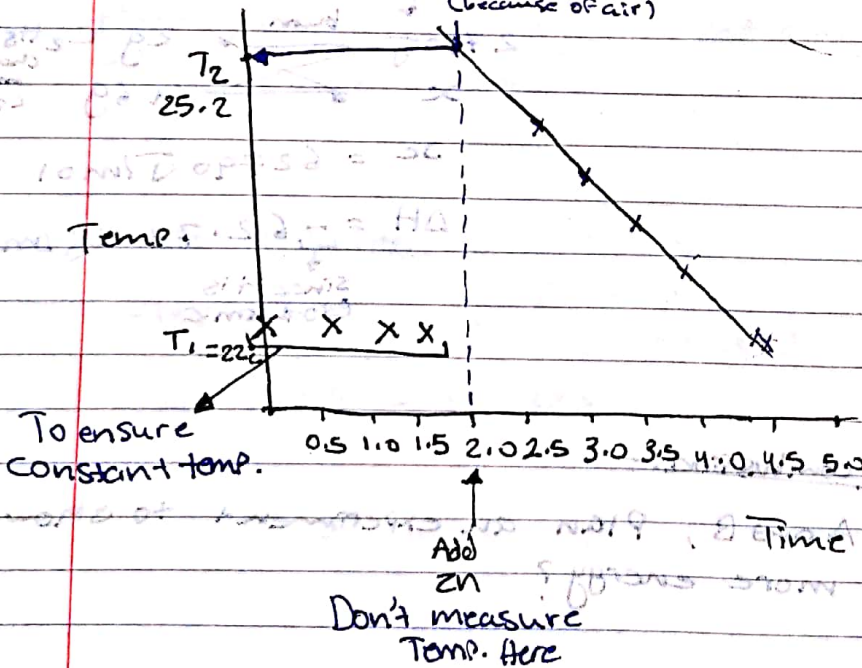 (because of air)
T2
25.2
Temp.
T1 = 22
To ensure
constant temp.
0.5 1.0 1.5 2.0 2.5 3.0 3.5 4.0 4.5 5.0
Time
Add
Zn
Don't measure
Temp. Here